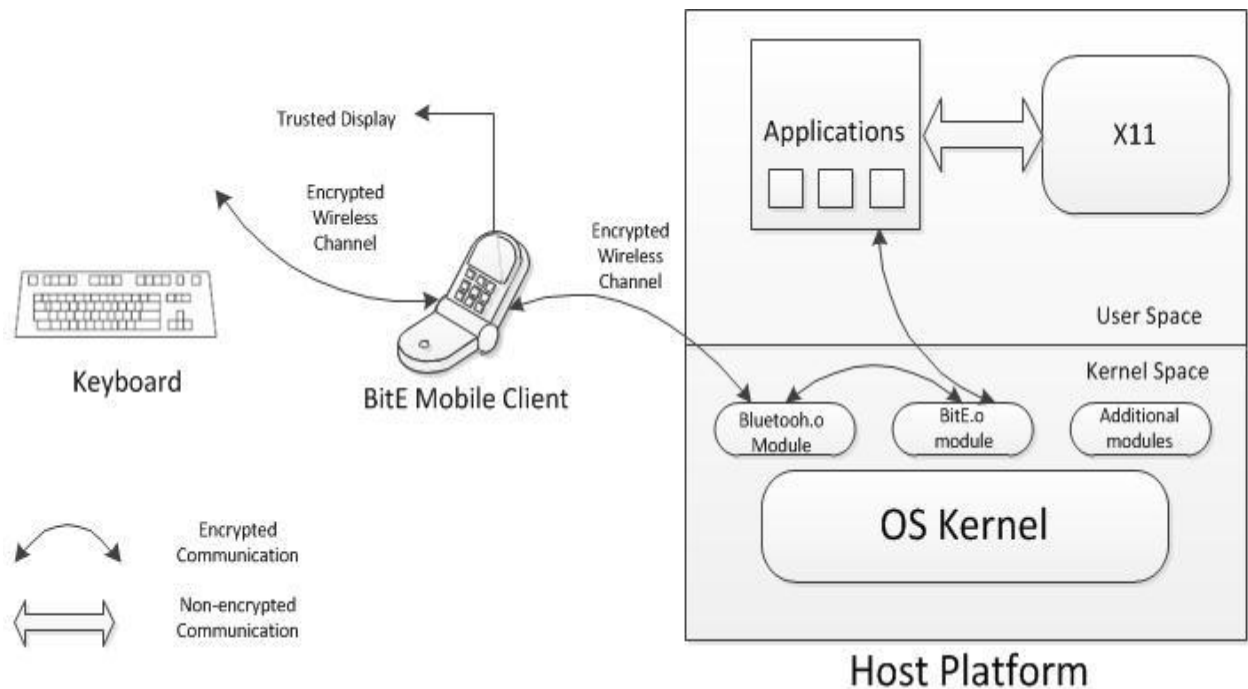 Trusted Display
Encrypted
Wireless
Channel
Keyboard
BitE Mobile Client
Encrypted
Wireless
Channel
Applications
X11
User Space
Kernel Space
Bluetooh.o
Module
BitE.o
module
Additional
modules
OS Kernel
Host Platform
Encrypted
Communication
Non-encrypted
Communication